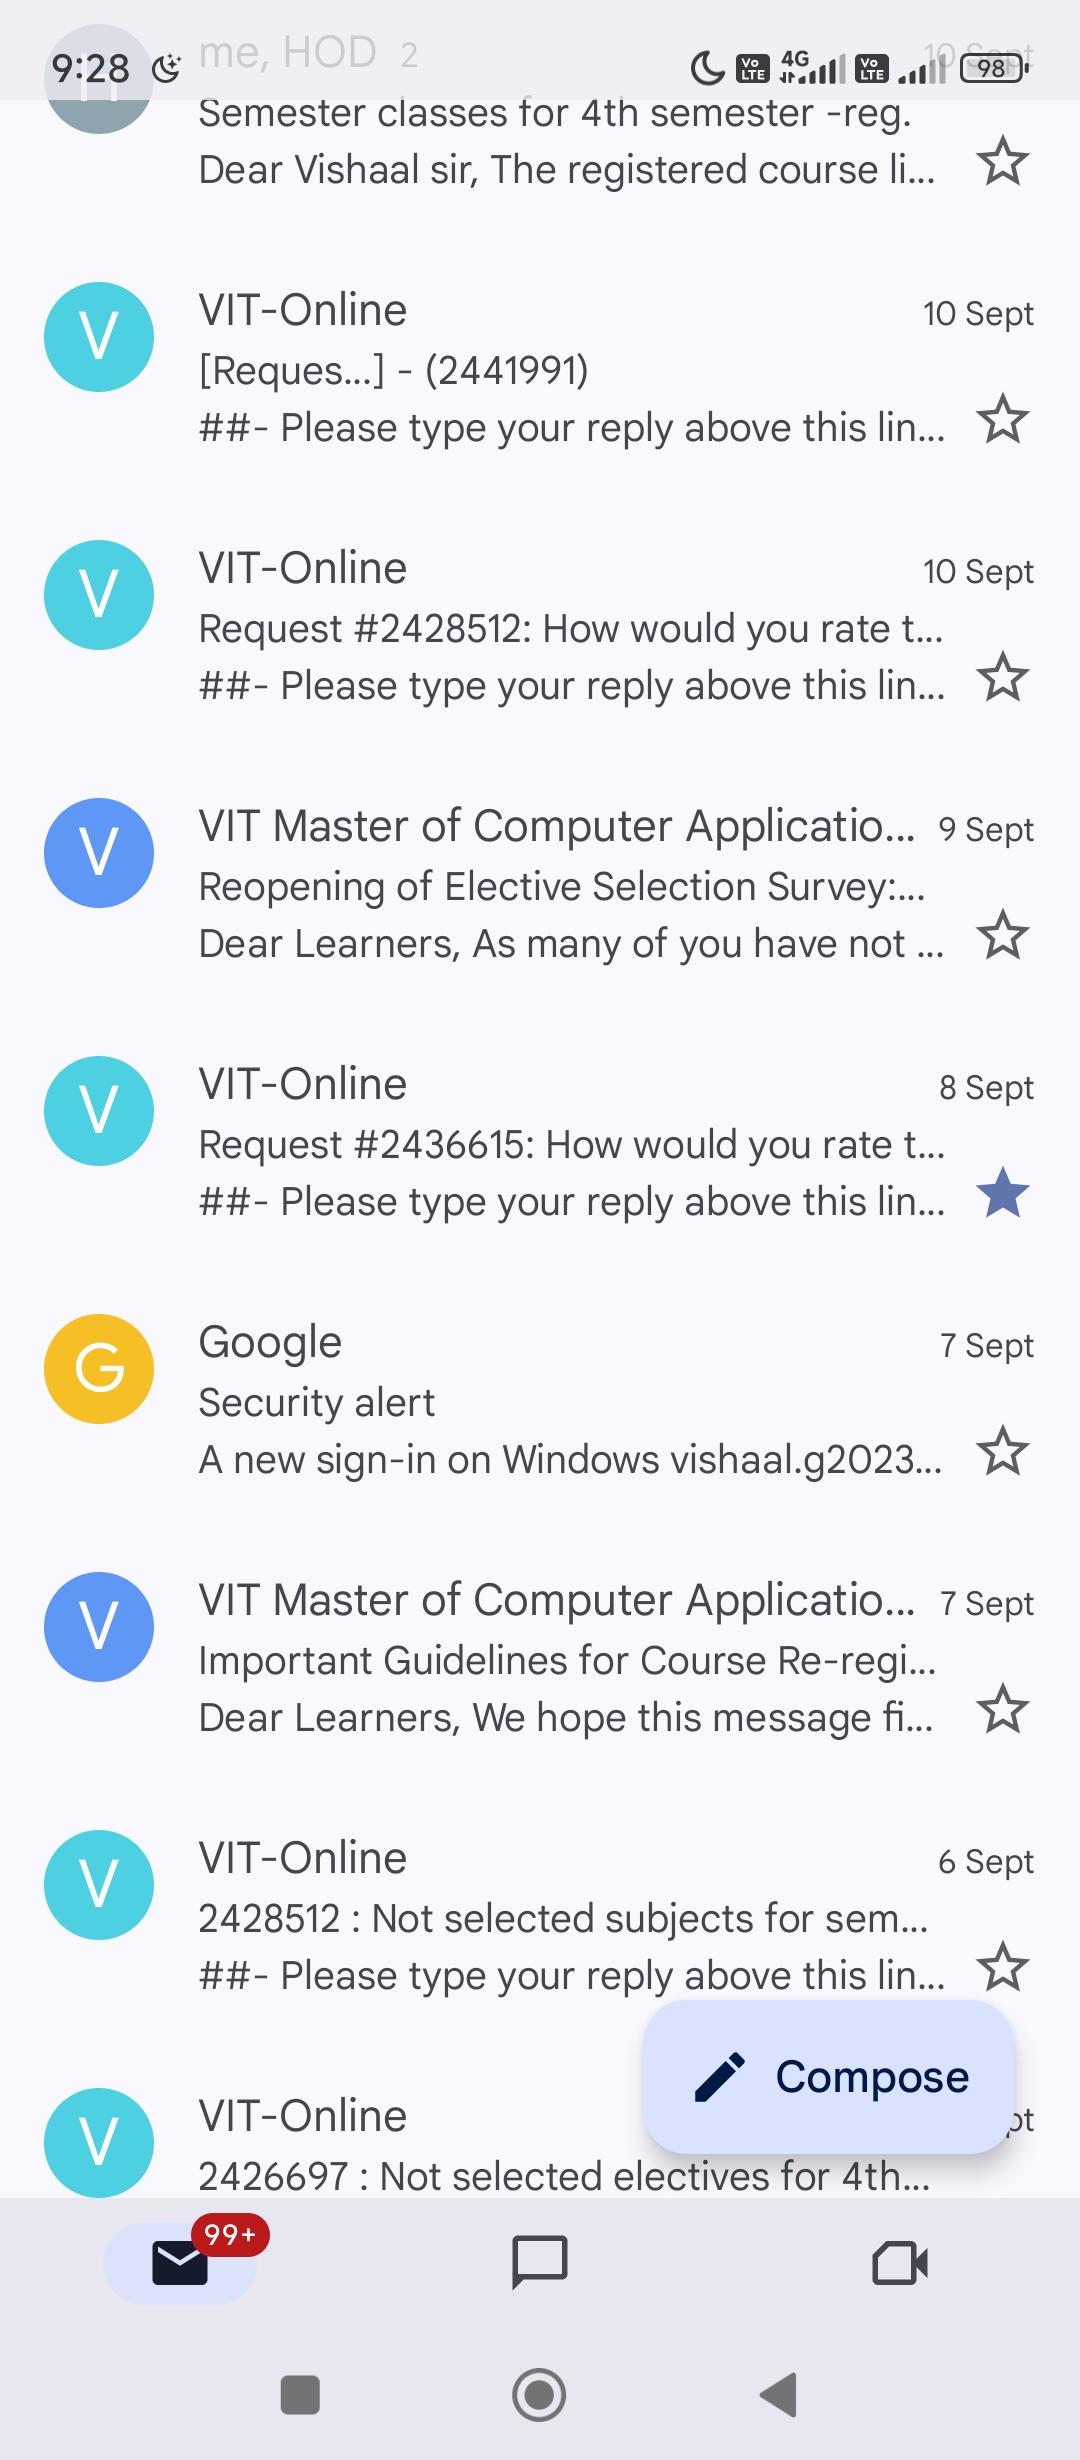 9:28
Vo LTE
4G
Vo LTE
98
me, HOD 2
10 Sept
H
Semester classes for 4th semester -reg.
Dear Vishaal sir, The registered course li...
V
VIT-Online
10 Sept
[Reques...] - (2441991)
##- Please type your reply above this lin...
V
VIT-Online
10 Sept
Request #2428512: How would you rate t...
##- Please type your reply above this lin...
V
VIT Master of Computer Applicatio...
9 Sept
Reopening of Elective Selection Survey:...
Dear Learners, As many of you have not ...
V
VIT-Online
8 Sept
Request #2436615: How would you rate t...
##- Please type your reply above this lin...
G
Google
7 Sept
Security alert
A new sign-in on Windows vishaal.g2023...
V
VIT Master of Computer Applicatio...
7 Sept
Important Guidelines for Course Re-regi...
Dear Learners, We hope this message fi...
V
VIT-Online
6 Sept
2428512 : Not selected subjects for sem...
##- Please type your reply above this lin...
Compose
V
VIT-Online
2426697 : Not selected electives for 4th...
99+